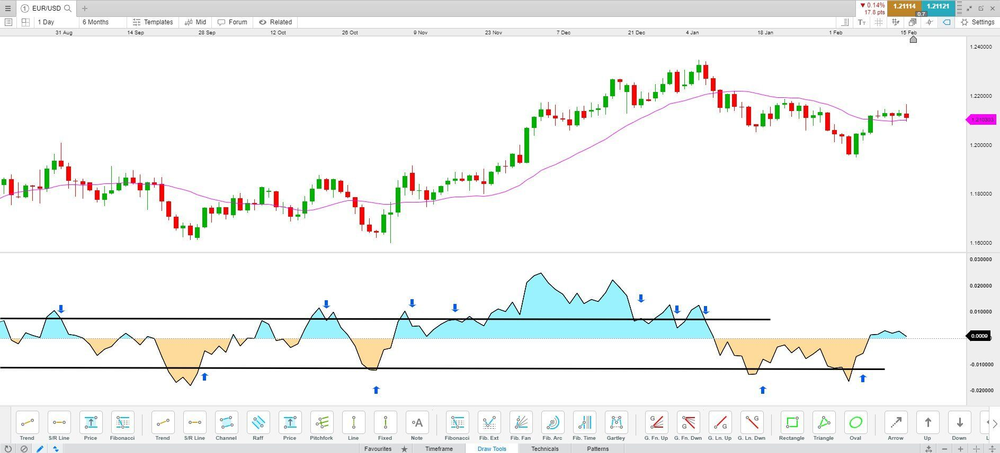 1 EUR/USD
▼ 0.14%
17.8 pts
1.21114
1.21121
0.7
1 Day 6 Months Templates Mid Forum Related Settings
31 Aug 14 Sep 28 Sep 12 Oct 26 Oct 9 Nov 23 Nov 7 Dec 21 Dec 4 Jan 18 Jan 1 Feb 15 Feb
1.240000
1.220000
1.210303
1.200000
1.180000
1.160000
0.030000
0.020000
0.010000
0.0009
-0.010000
-0.020000
Trend S/R Line Price Fibonacci Trend S/R Line Channel Raff Price Pitchfork Line Fixed Note Fibonacci Fib. Ext Fib. Fan Fib. Arc Fib. Time Gartley G. Fn. Up G. Fn. Dwn G. Ln. Up G. Ln. Dwn Rectangle Triangle Oval Arrow Up Down
Favourites Timeframe Draw Tools Technicals Patterns